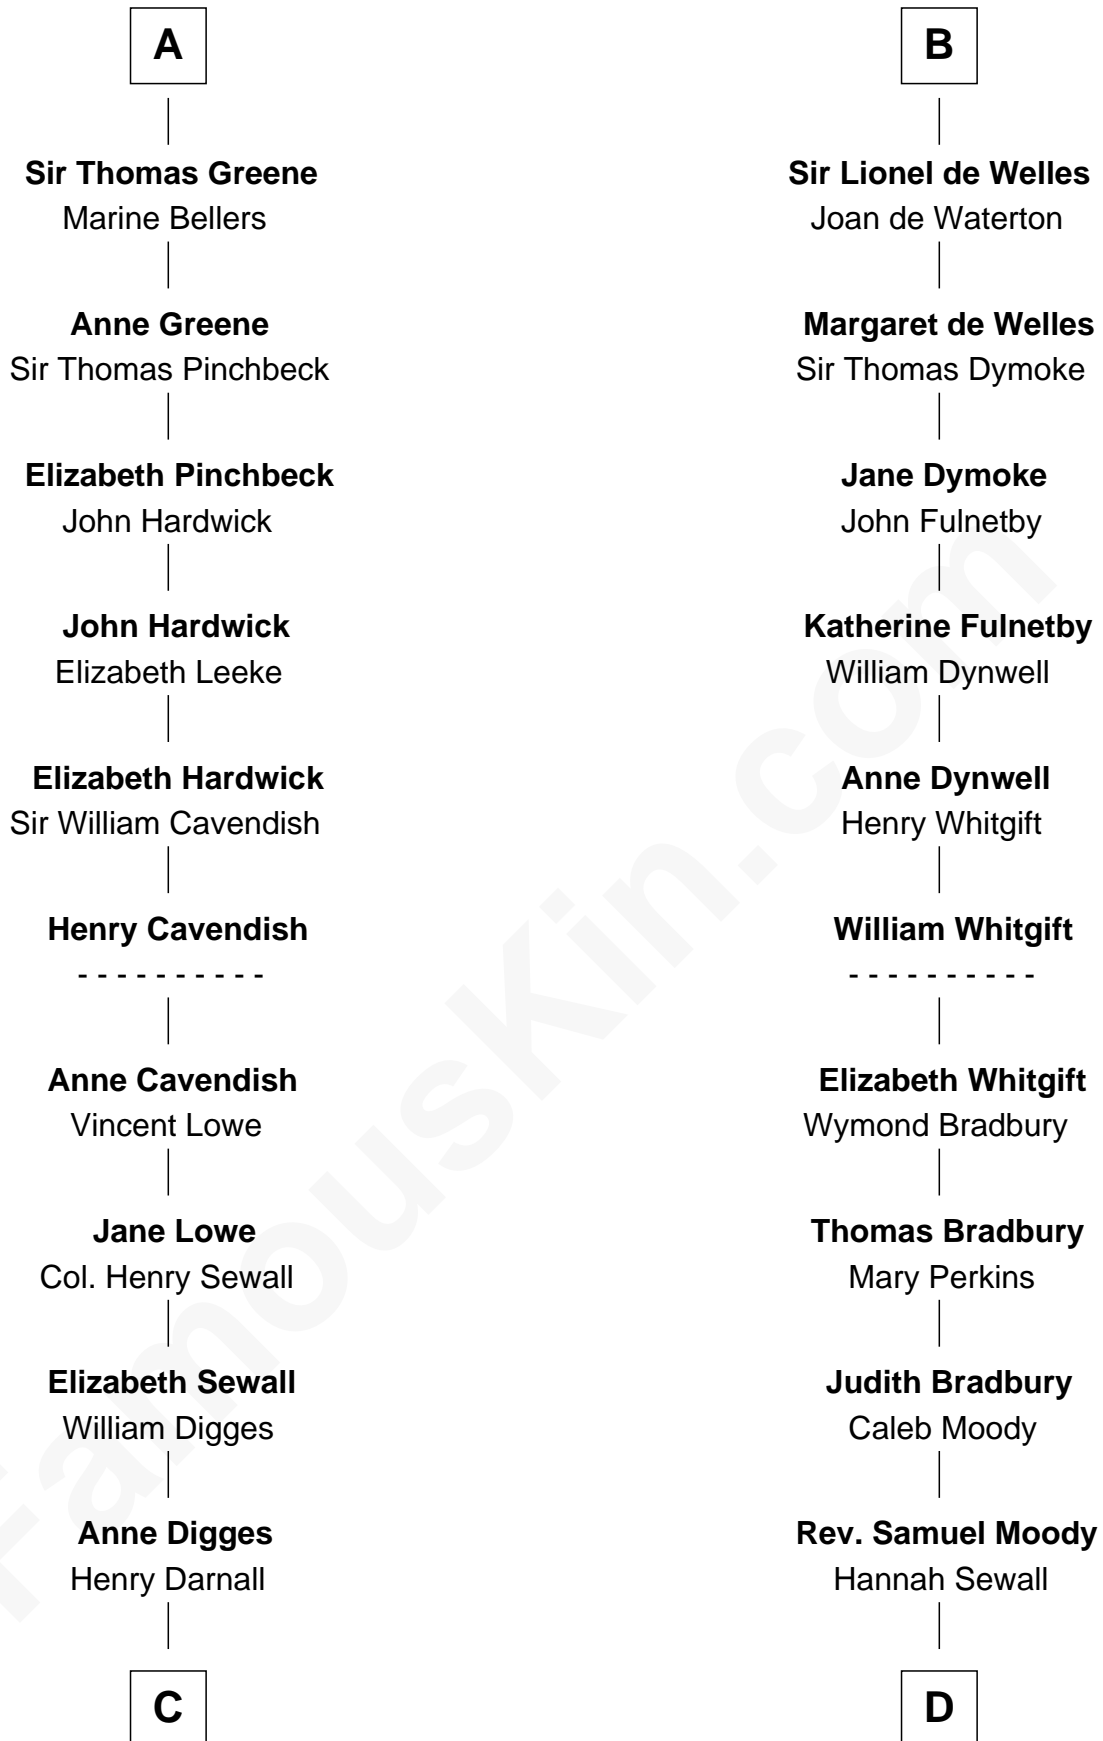 A
Sir Thomas Greene
Marine Bellers
Anne Greene
Sir Thomas Pinchbeck
Elizabeth Pinchbeck
John Hardwick
John Hardwick
Elizabeth Leeke
Elizabeth Hardwick
Sir William Cavendish
Henry Cavendish
- - - - - - - - - -
Anne Cavendish
Vincent Lowe
Jane Lowe
Col. Henry Sewall
Elizabeth Sewall
William Digges
Anne Digges
Henry Darnall
C
B
Sir Lionel de Welles
Joan de Waterton
Margaret de Welles
Sir Thomas Dymoke
Jane Dymoke
John Fulnetby
Katherine Fulnetby
William Dynwell
Anne Dynwell
Henry Whitgift
William Whitgift
- - - - - - - - - -
Elizabeth Whitgift
Wymond Bradbury
Thomas Bradbury
Mary Perkins
Judith Bradbury
Caleb Moody
Rev. Samuel Moody
Hannah Sewall
D
FamousKin.com